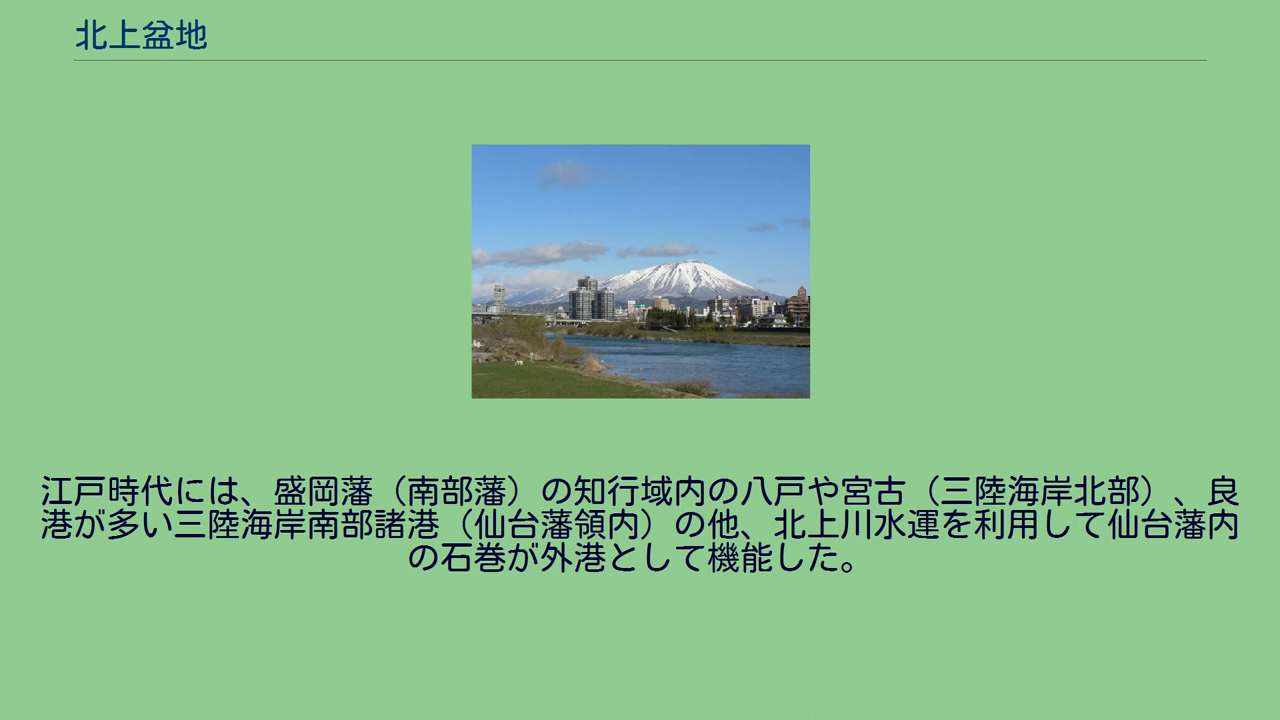 北上盆地
江戸時代には、盛岡藩（南部藩）の知行域内の八戸や宮古（三陸海岸北部）、良
港が多い三陸海岸南部諸港（仙台藩領内）の他、北上川水運を利用して仙台藩内
の石巻が外港として機能した。